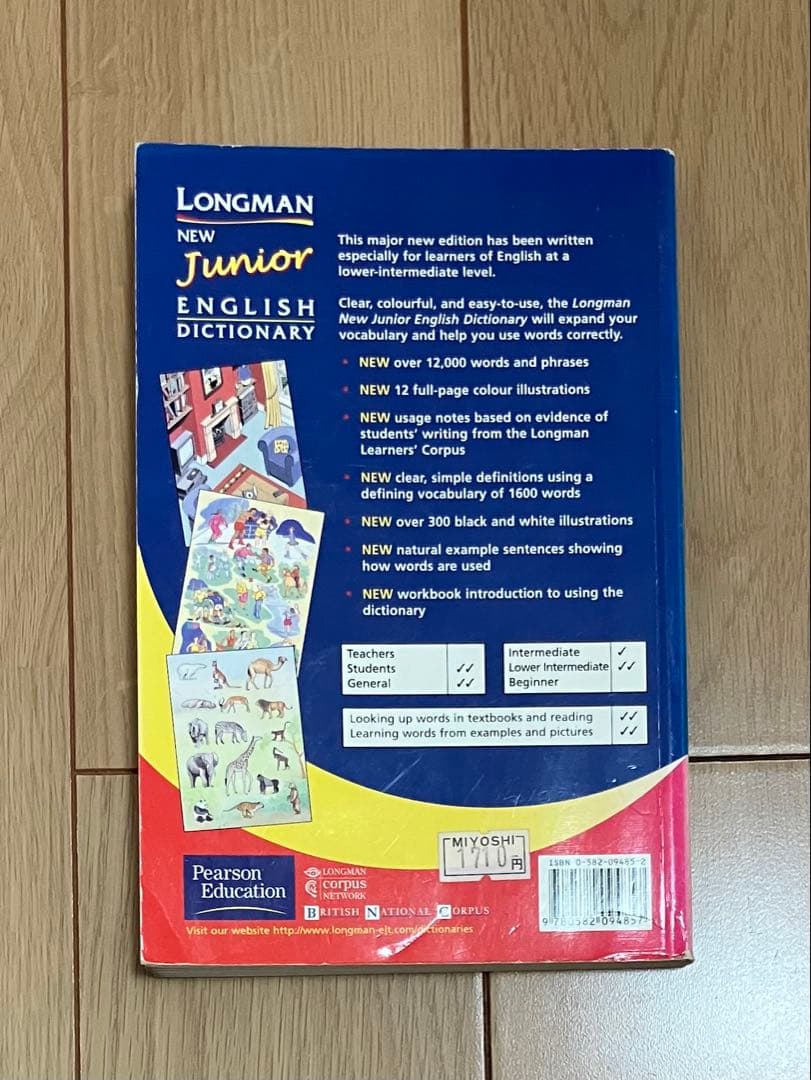 LONGMAN
NEW
Junior
ENGLISH
DICTIONARY
This major new edition has been written
especially for learners of English at a
lower-intermediate level.
Clear, colourful, and easy-to-use, the Longman
New Junior English Dictionary will expand your
vocabulary and help you use words correctly.
• NEW over 12,000 words and phrases
• NEW 12 full-page colour illustrations
• NEW usage notes based on evidence of
students' writing from the Longman
Learners' Corpus
• NEW clear, simple definitions using a
defining vocabulary of 1600 words
• NEW over 300 black and white illustrations
• NEW natural example sentences showing
how words are used
• NEW workbook introduction to using the
dictionary
Teachers
Students ✓✓
General ✓✓
Intermediate ✓
Lower Intermediate ✓✓
Beginner
Looking up words in textbooks and reading ✓✓
Learning words from examples and pictures ✓✓
MIYOSHI
1710円
ISBN 0-582-09485-2
9 780582 094857
Pearson
Education
LONGMAN
corpus
NETWORK
BRITISH NATIONAL CORPUS
Visit our website http://www.longman-elt.com/dictionaries